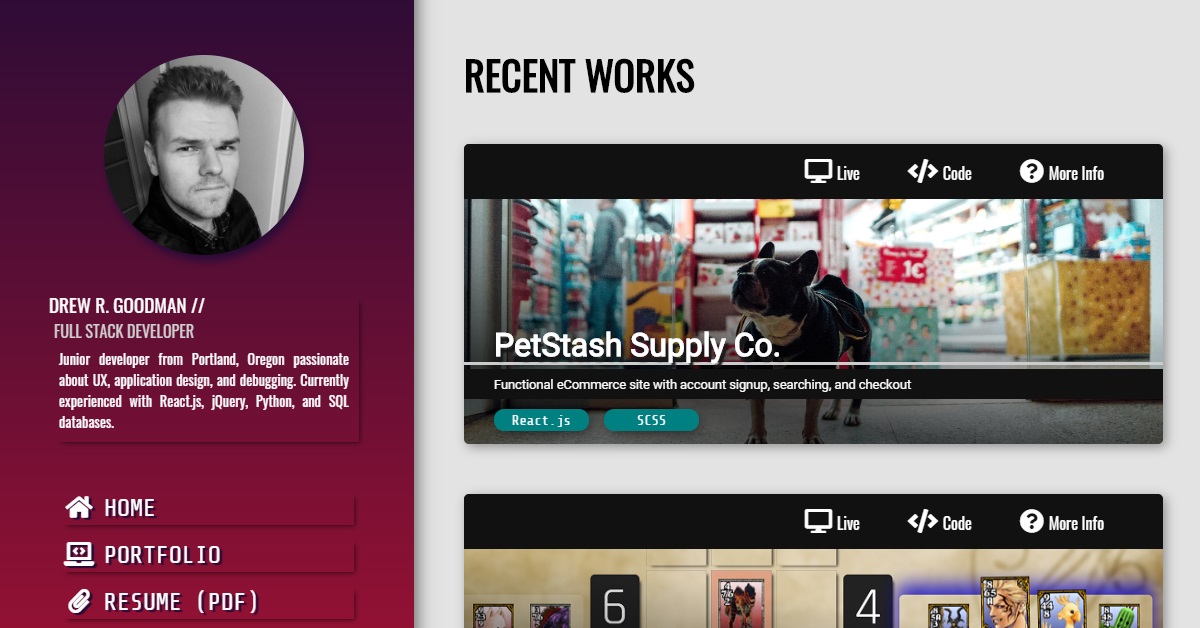 DREW R. GOODMAN //
FULL STACK DEVELOPER
Junior developer from Portland, Oregon passionate
about UX, application design, and debugging. Currently
experienced with React.js, jQuery, Python, and SQL
databases.
HOME
PORTFOLIO
RESUME (PDF)
RECENT WORKS
Live
Code
More Info
1€
PetStash Supply Co.
Functional eCommerce site with account signup, searching, and checkout
React.js
SCSS
Live
Code
More Info
6
4